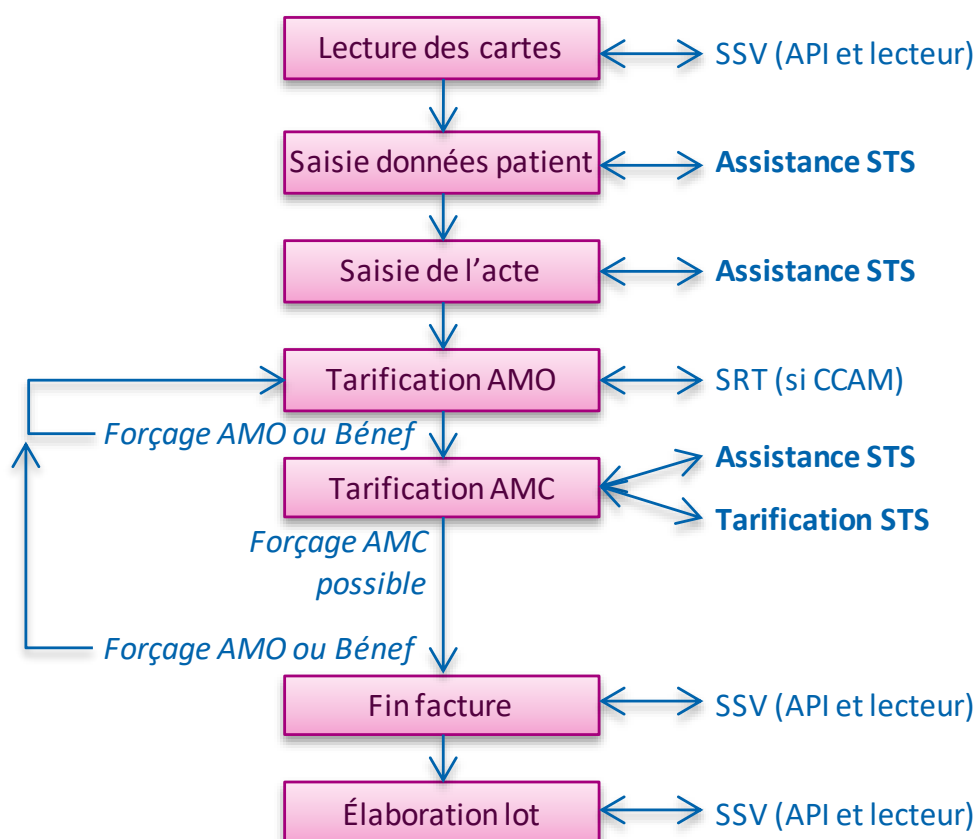 Lecture des cartes
SSV (API et lecteur)
Saisie données patient
Assistance STS
Saisie de l’acte
Assistance STS
Tarification AMO
SRT (si CCAM)
Forçage AMO ou Bénef
Assistance STS
Tarification AMC
Tarification STS
Forçage AMC
possible
Forçage AMO ou Bénef
Fin facture
SSV (API et lecteur)
Élaboration lot
SSV (API et lecteur)